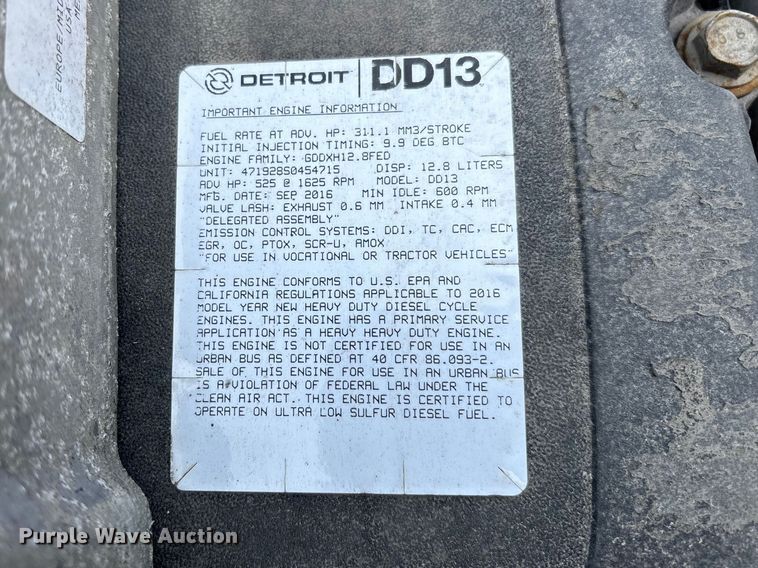 EUROPE/MID
USA
ME
DETROIT DD13
IMPORTANT ENGINE INFORMATION
FUEL RATE AT ADV. HP: 311.1 MM3/STROKE
INITIAL INJECTION TIMING: 9.9 DEG BTC
ENGINE FAMILY: GDDXH12.8FED
UNIT: 471928S0454715 DISP: 12.8 LITERS
ADV HP: 525 @ 1625 RPM MODEL: DD13
MFG. DATE: SEP 2016 MIN IDLE: 600 RPM
VALVE LASH: EXHAUST 0.6 MM INTAKE 0.4 MM
"DELEGATED ASSEMBLY"
EMISSION CONTROL SYSTEMS: DDI, TC, CAC, ECM
EGR, OC, PTOX, SCR-U, AMOX
"FOR USE IN VOCATIONAL OR TRACTOR VEHICLES"
THIS ENGINE CONFORMS TO U.S. EPA AND
CALIFORNIA REGULATIONS APPLICABLE TO 2016
MODEL YEAR NEW HEAVY DUTY DIESEL CYCLE
ENGINES. THIS ENGINE HAS A PRIMARY SERVICE
APPLICATION AS A HEAVY HEAVY DUTY ENGINE.
THIS ENGINE IS NOT CERTIFIED FOR USE IN AN
URBAN BUS AS DEFINED AT 40 CFR 86.093-2.
SALE OF THIS ENGINE FOR USE IN AN URBAN BUS
IS A VIOLATION OF FEDERAL LAW UNDER THE
CLEAN AIR ACT. THIS ENGINE IS CERTIFIED TO
OPERATE ON ULTRA LOW SULFUR DIESEL FUEL.
Purple Wave Auction